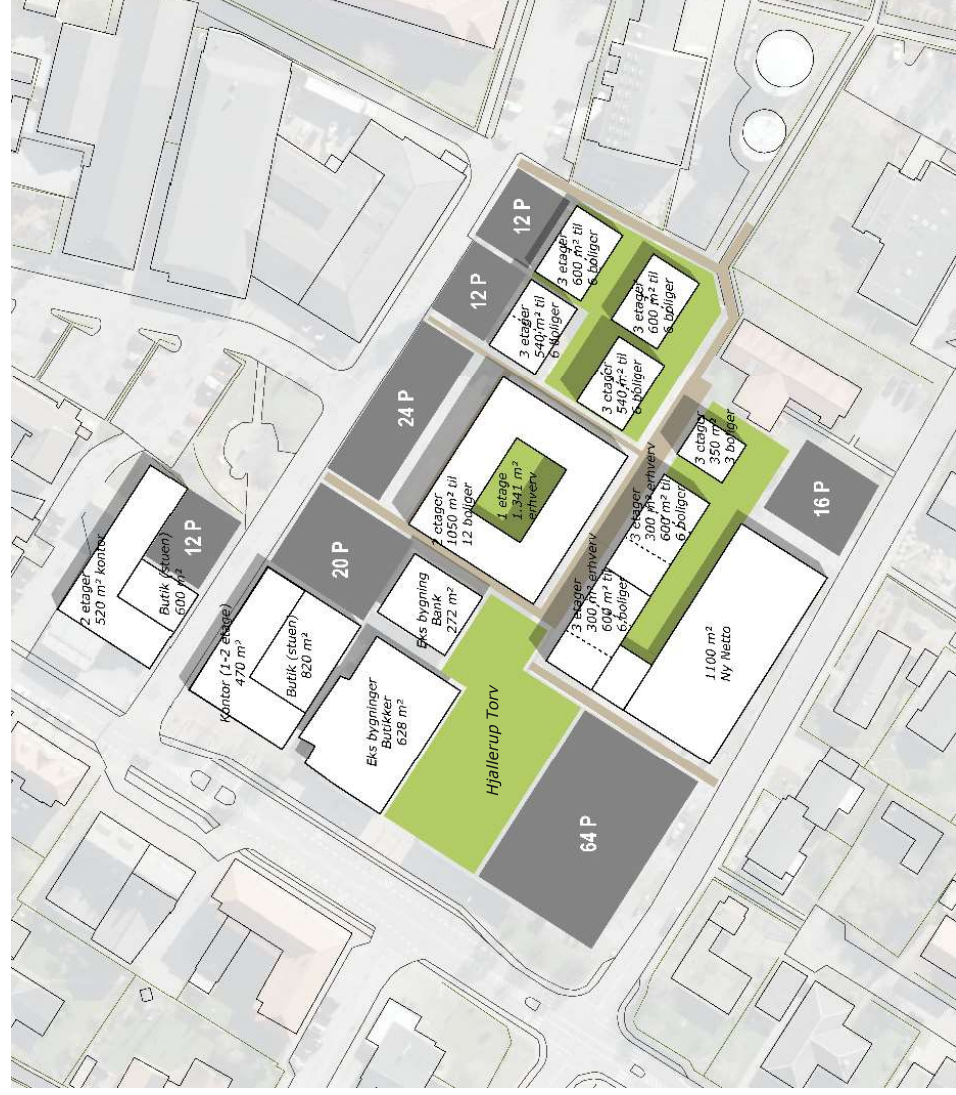 2 etager
520 m² kontor
Butik (stuen)
600 m²
12 P
Kontor (1-2 etage)
470 m²
Butik (stuen)
820 m²
20 P
Eks bygninger
Butikker
628 m²
Eks bygning
Bank
272 m²
Hjallerup Torv
64 P
24 P
12 P
12 P
2 etager
1050 m² til
12 boliger
1 etage
1.341 m²
erhverv
3 etager
540 m² til
6 boliger
3 etager
600 m² til
6 boliger
3 etager
540 m² til
6 boliger
3 etager
600 m² til
6 boliger
3 etager
300 m² erhverv
600 m² til
6 boliger
3 etager
300 m² erhverv
600 m² til
6 boliger
3 etager
350 m²
3 boliger
16 P
1100 m²
Ny Netto